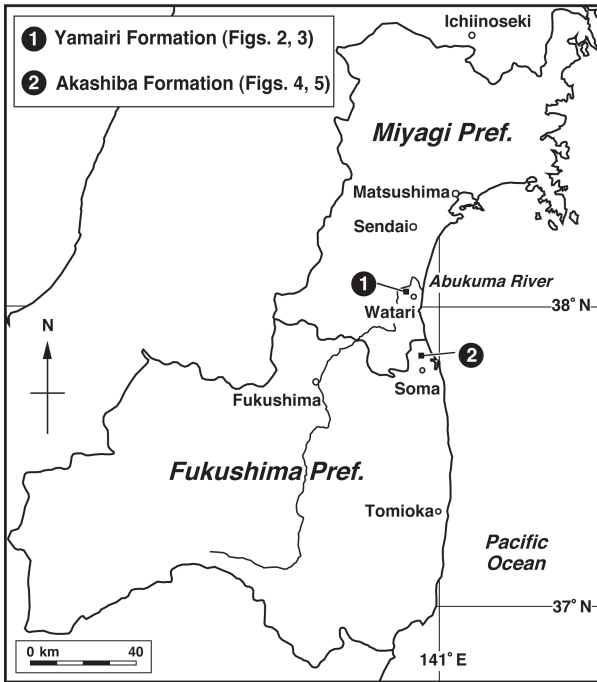 1 Yamairi Formation (Figs. 2, 3)
2 Akashiba Formation (Figs. 4, 5)
Ichiinoseki
Miyagi Pref.
Matsushima
Sendai
Abukuma River
1
Watari
38° N
N
2
Soma
Fukushima
Fukushima Pref.
Tomioka
Pacific
Ocean
37° N
0 km 40
141° E